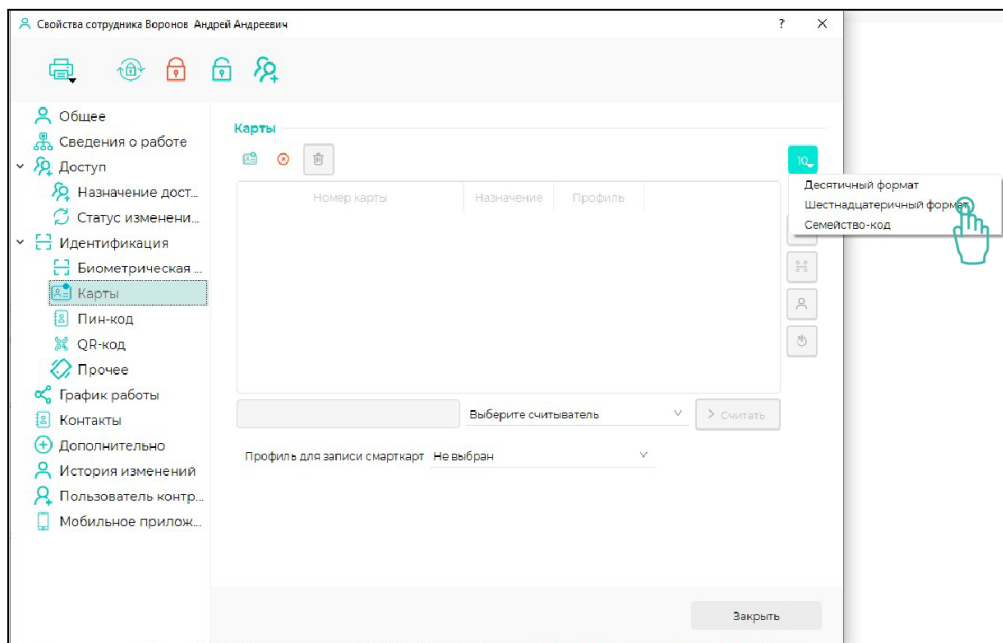 Свойства сотрудника Воронов Андрей Андреевич
?
Общее
Сведения о работе
Доступ
Назначение дост...
Статус изменени...
Идентификация
Биометрическая ...
Карты
Пин-код
QR-код
Прочее
График работы
Контакты
Дополнительно
История изменений
Пользователь контр...
Мобильное прилож...
Карты
10
Десятичный формат
Шестнадцатеричный формат
Семейство-код
Номер карты
Назначение
Профиль
Выберите считыватель
Считать
Профиль для записи смарткарт Не выбран
Закрыть